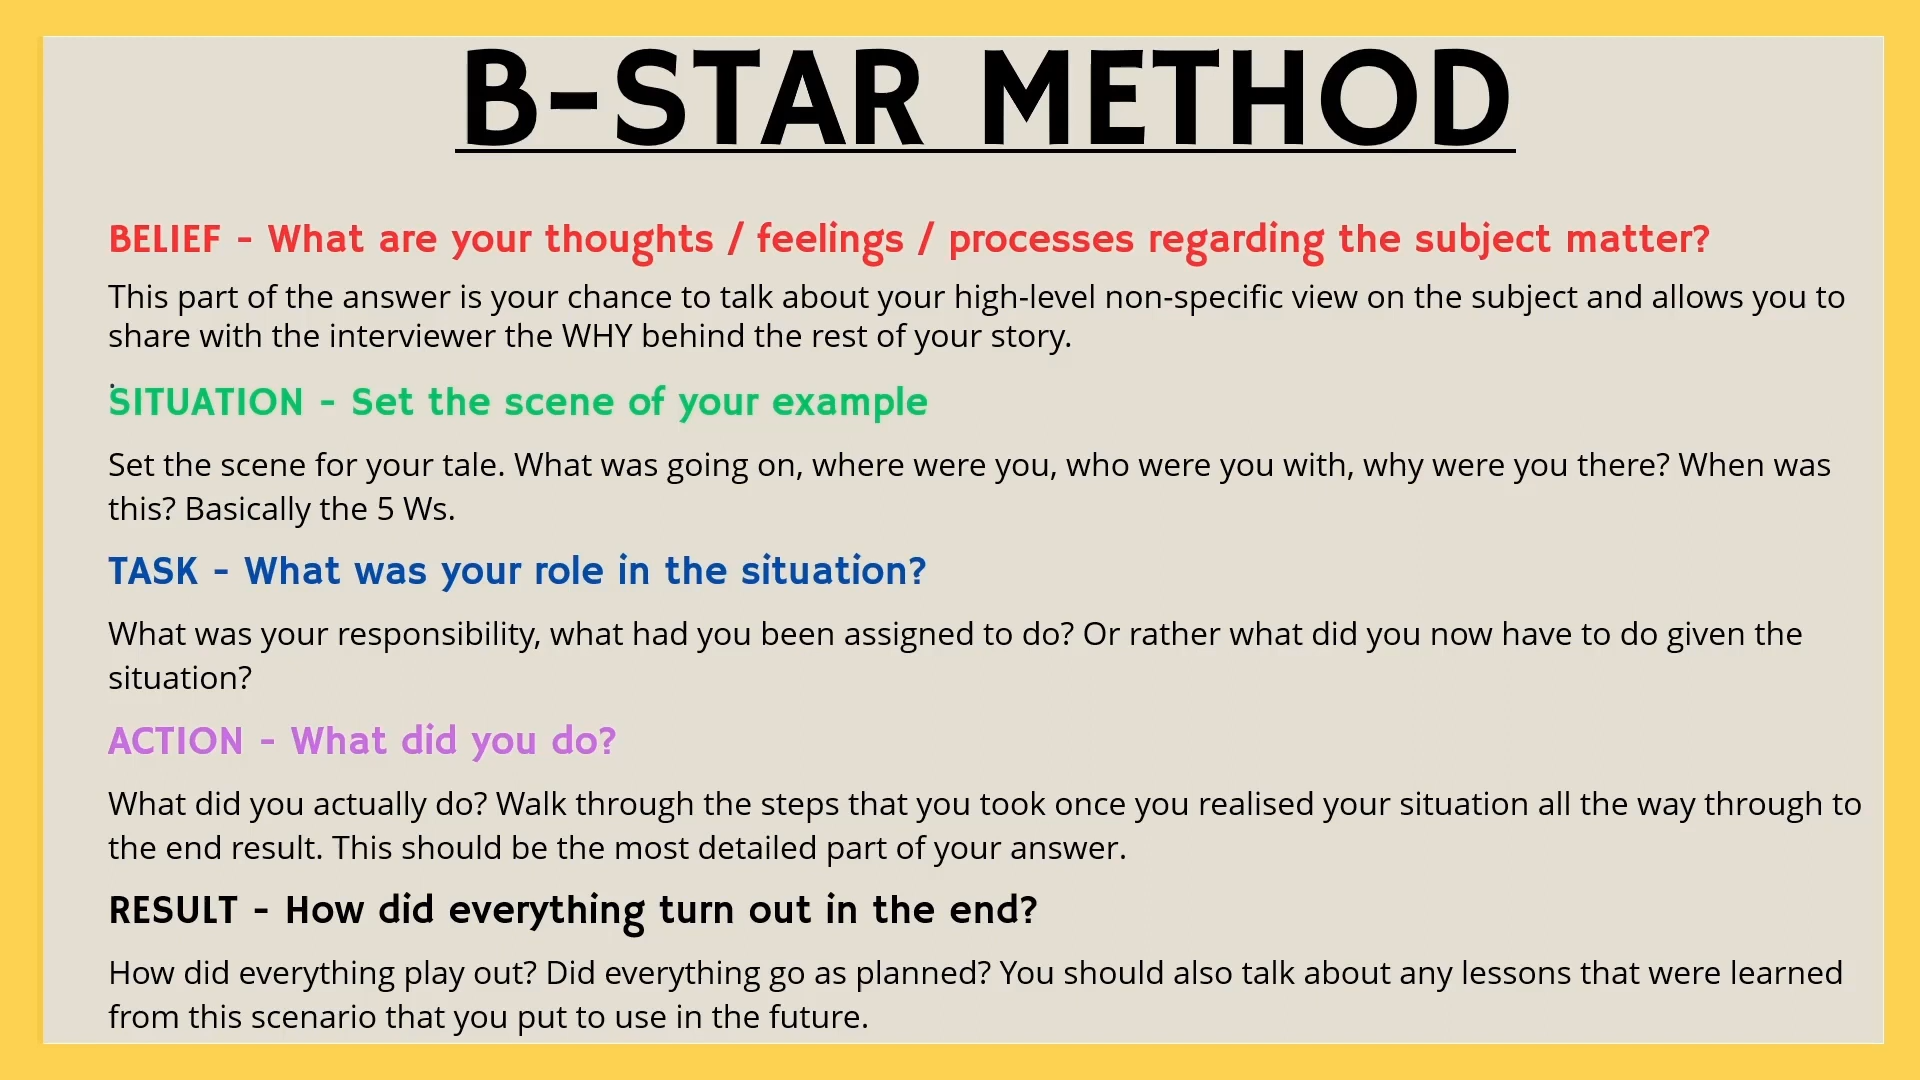 B-STAR METHOD
BELIEF - What are your thoughts / feelings / processes regarding the subject matter?
This part of the answer is your chance to talk about your high-level non-specific view on the subject and allows you to
share with the interviewer the WHY behind the rest of your story.
.
SITUATION - Set the scene of your example
Set the scene for your tale. What was going on, where were you, who were you with, why were you there? When was
this? Basically the 5 Ws.
TASK - What was your role in the situation?
What was your responsibility, what had you been assigned to do? Or rather what did you now have to do given the
situation?
ACTION - What did you do?
What did you actually do? Walk through the steps that you took once you realised your situation all the way through to
the end result. This should be the most detailed part of your answer.
RESULT - How did everything turn out in the end?
How did everything play out? Did everything go as planned? You should also talk about any lessons that were learned
from this scenario that you put to use in the future.